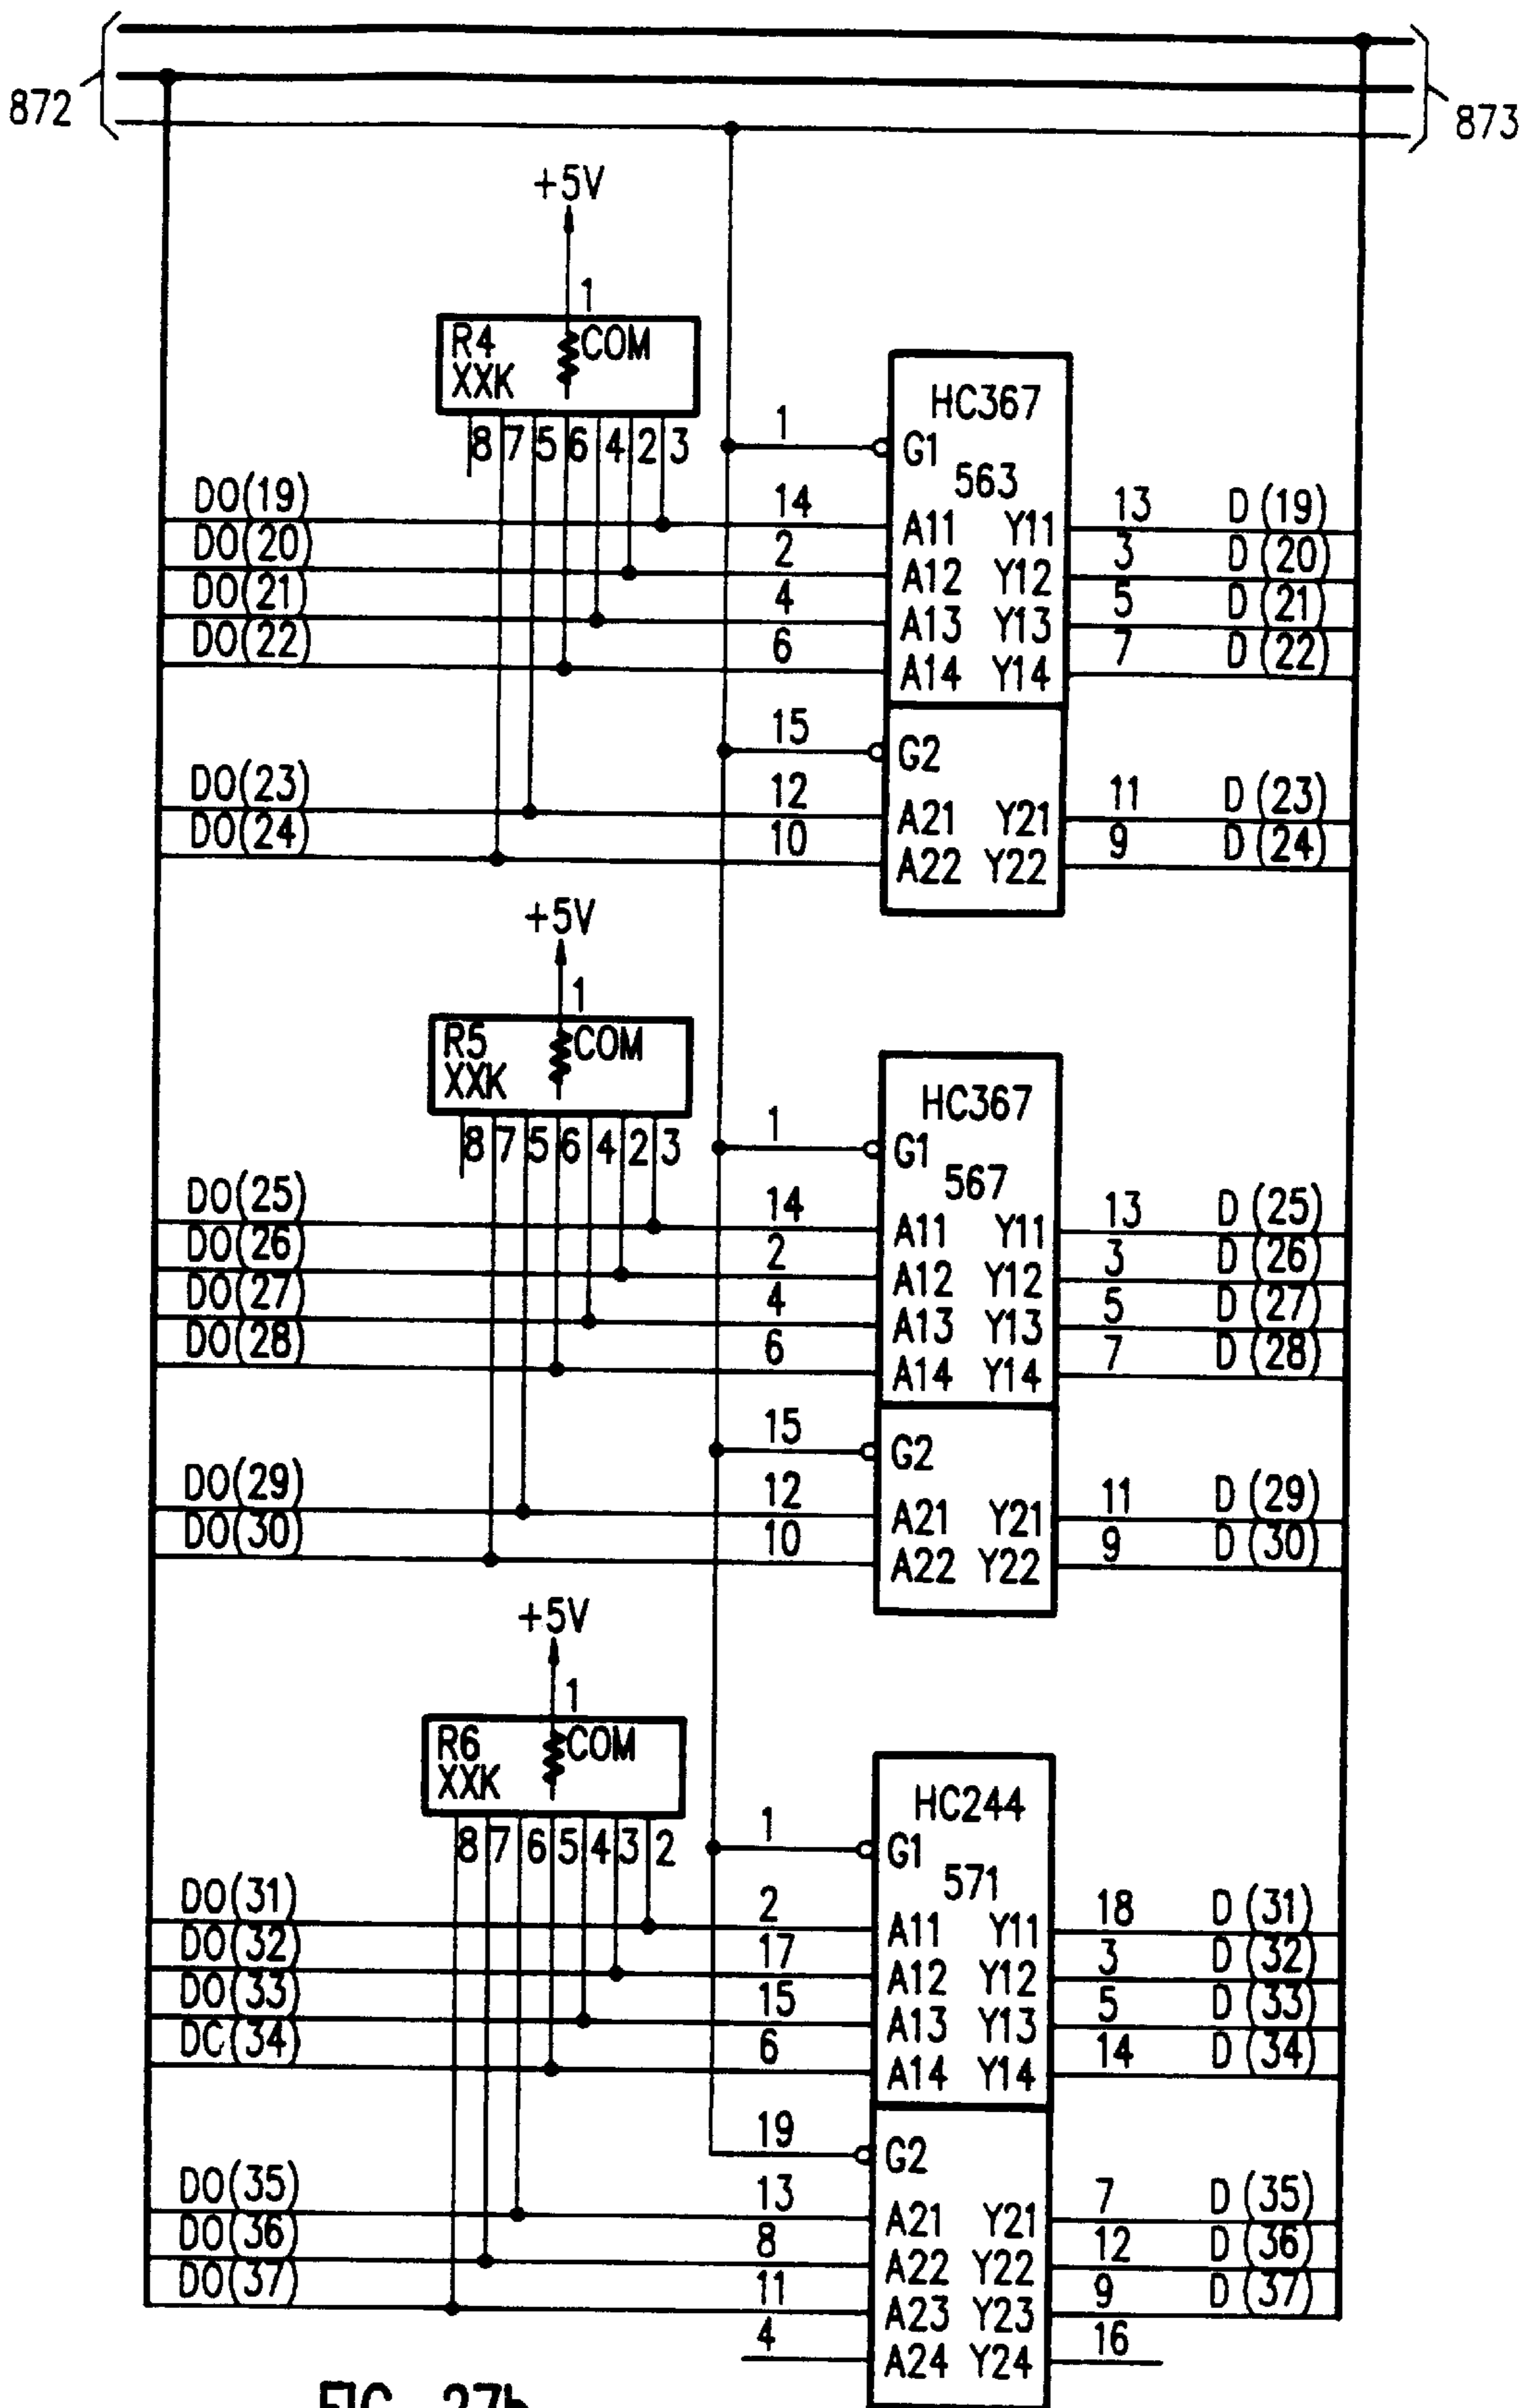 872
873
+5V
1
R4 COM
XXK
8 7 5 6 4 2 3
HC367
1 G1
563
DO(19) 14 A11 Y11 13 D (19)
DO(20) 2 A12 Y12 3 D (20)
DO(21) 4 A13 Y13 5 D (21)
DO(22) 6 A14 Y14 7 D (22)
15 G2
DO(23) 12 A21 Y21 11 D (23)
DO(24) 10 A22 Y22 9 D (24)
+5V
1
R5 COM
XXK
8 7 5 6 4 2 3
HC367
1 G1
567
DO(25) 14 A11 Y11 13 D (25)
DO(26) 2 A12 Y12 3 D (26)
DO(27) 4 A13 Y13 5 D (27)
DO(28) 6 A14 Y14 7 D (28)
15 G2
DO(29) 12 A21 Y21 11 D (29)
DO(30) 10 A22 Y22 9 D (30)
+5V
1
R6 COM
XXK
8 7 6 5 4 3 2
HC244
1 G1
571
DO(31) 2 A11 Y11 18 D (31)
DO(32) 17 A12 Y12 3 D (32)
DO(33) 15 A13 Y13 5 D (33)
DC(34) 6 A14 Y14 14 D (34)
19 G2
DO(35) 13 A21 Y21 7 D (35)
DO(36) 8 A22 Y22 12 D (36)
DO(37) 11 A23 Y23 9 D (37)
4 A24 Y24 16
FIG. 27b